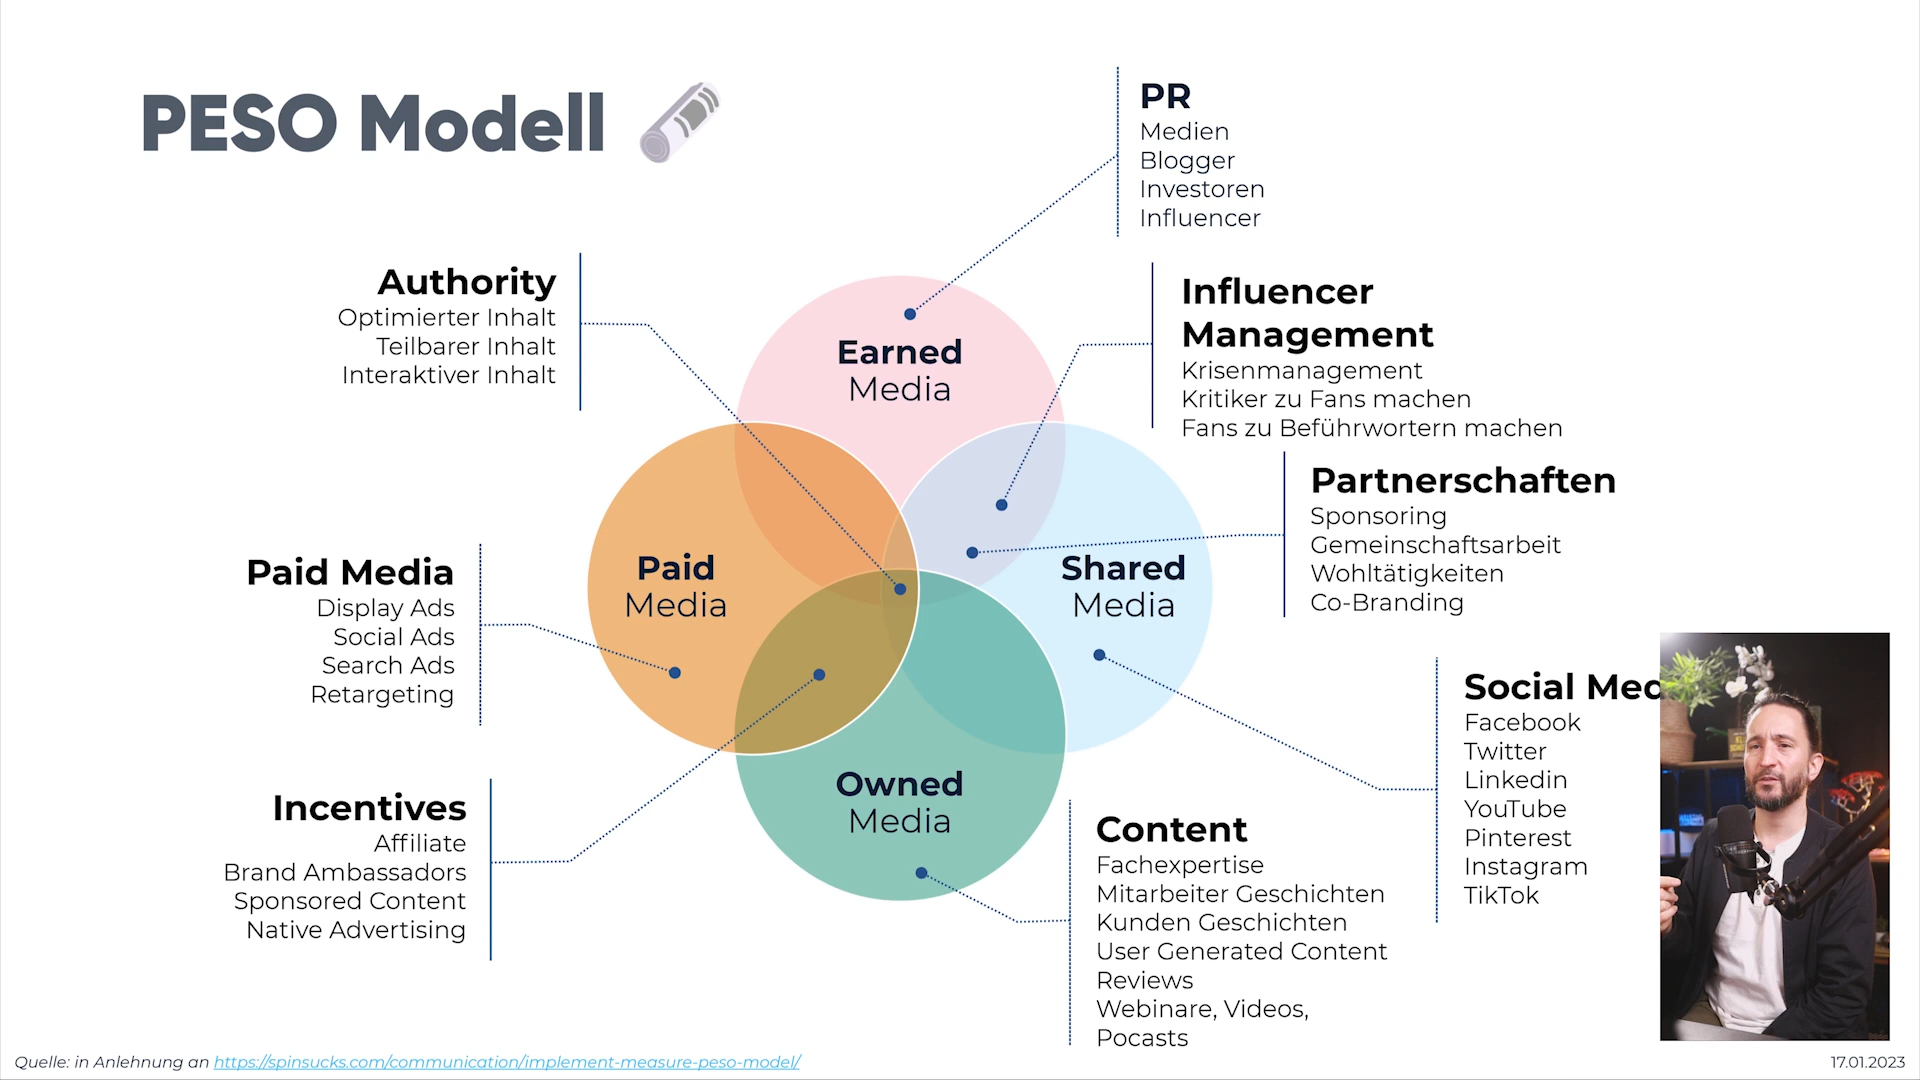 PESO Modell
PR
Medien
Blogger
Investoren
Influencer
Authority
Optimierter Inhalt
Teilbarer Inhalt
Interaktiver Inhalt
Influencer
Management
Krisenmanagement
Kritiker zu Fans machen
Fans zu Beführwortern machen
Earned
Media
Partnerschaften
Sponsoring
Gemeinschaftsarbeit
Wohltätigkeiten
Co-Branding
Paid Media
Display Ads
Social Ads
Search Ads
Retargeting
Paid
Media
Shared
Media
Social Med
Facebook
Twitter
Linkedin
YouTube
Pinterest
Instagram
TikTok
Incentives
Affiliate
Brand Ambassadors
Sponsored Content
Native Advertising
Owned
Media
Content
Fachexpertise
Mitarbeiter Geschichten
Kunden Geschichten
User Generated Content
Reviews
Webinare, Videos,
Pocasts
Quelle: in Anlehnung an https://spinsucks.com/communication/implement-measure-peso-model/
17.01.2023